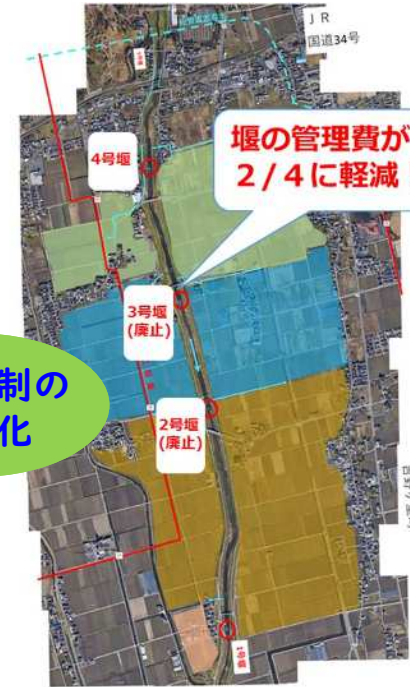 ＪＲ
国道34号
堰の管理費が
２/４に軽減
4号堰
3号堰
(廃止)
制の
化
2号堰
(廃止)
1号堰